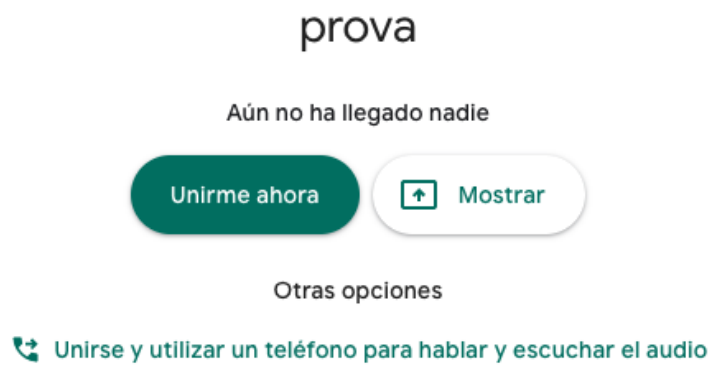 prova
Aún no ha llegado nadie
Unirme ahora
Mostrar
Otras opciones
Unirse y utilizar un teléfono para hablar y escuchar el audio